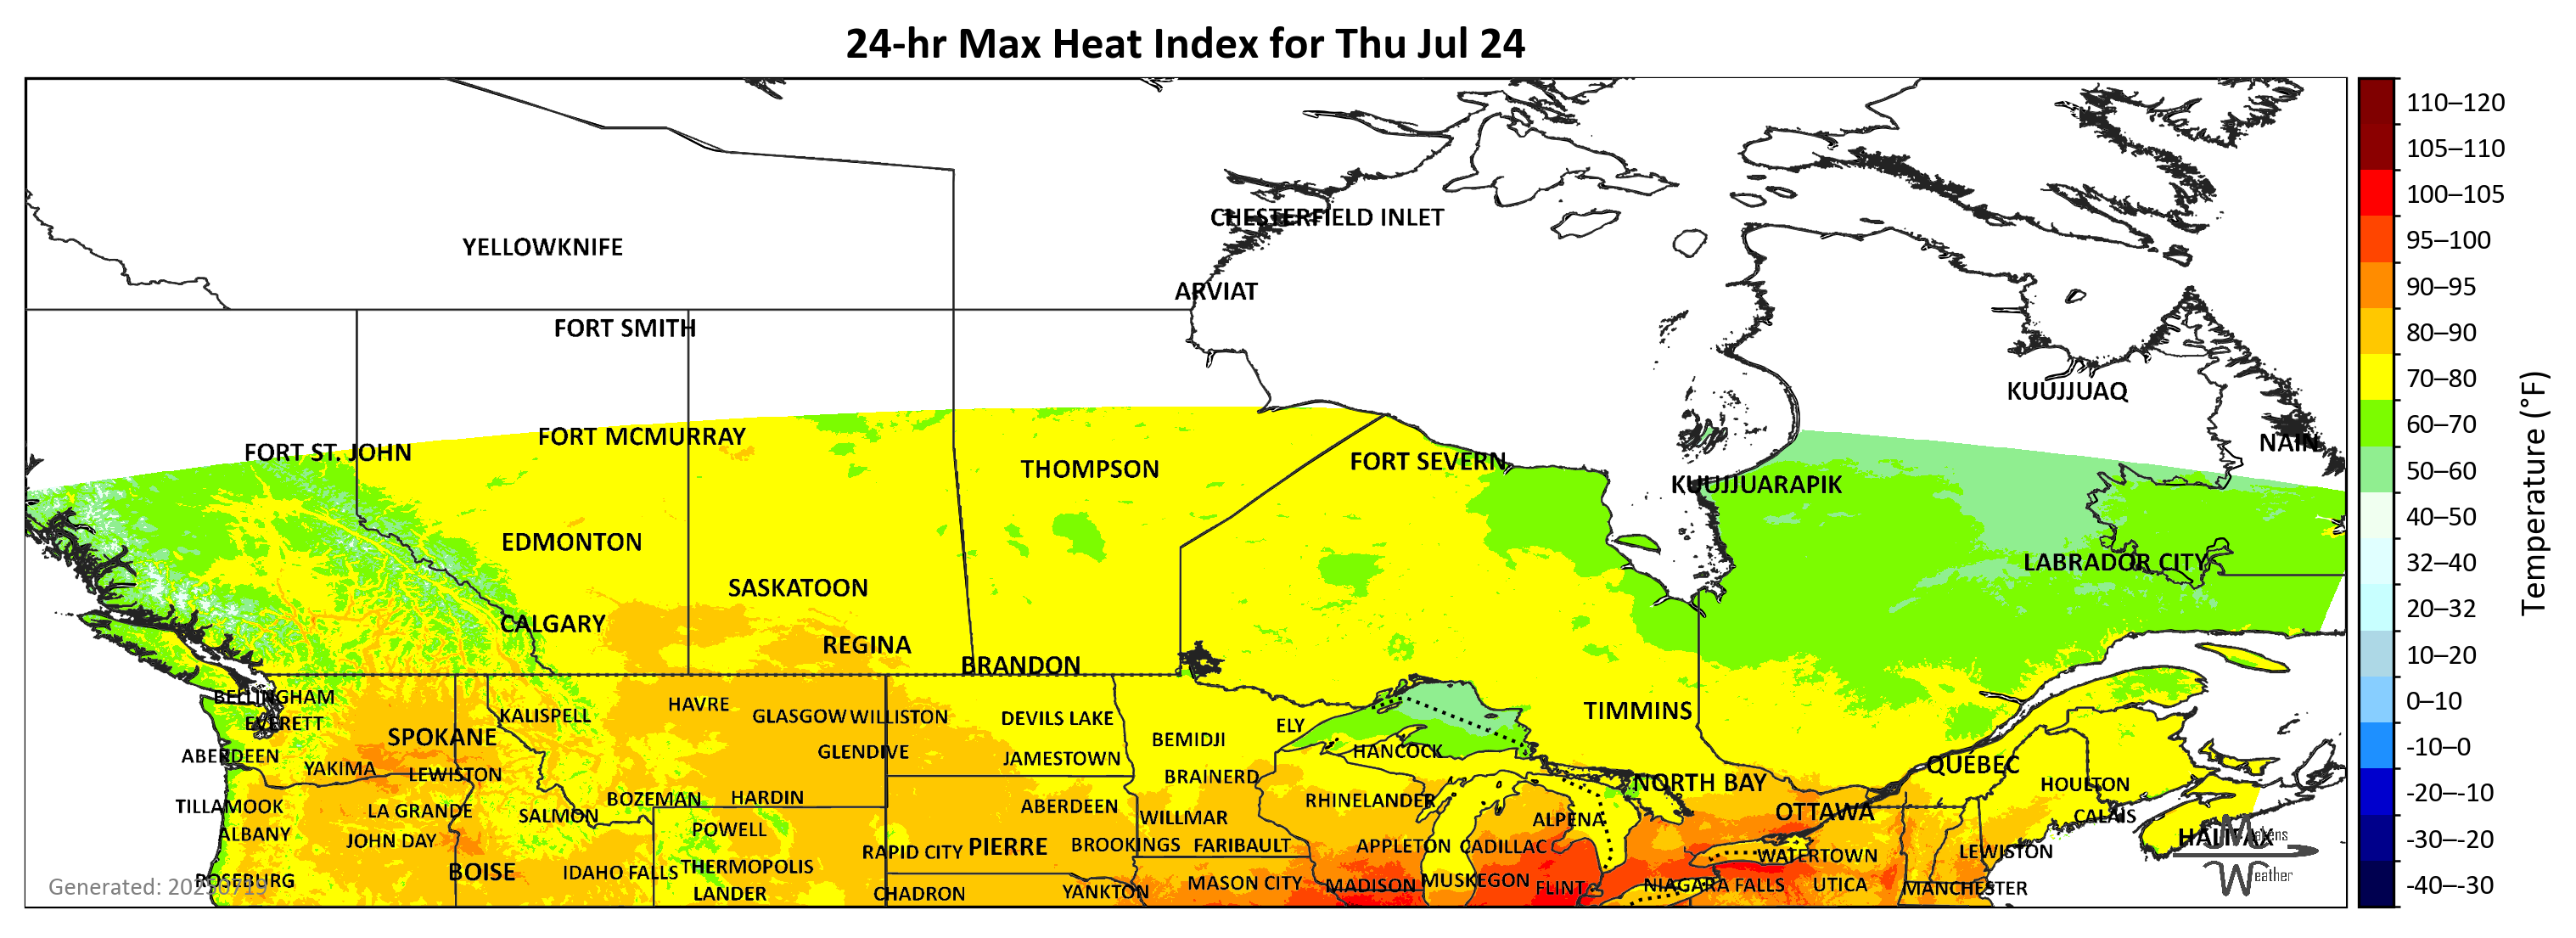 24-hr Max Heat Index for Thu Jul 24
110–120
105–110
CHESTERFIELD INLET
100–105
YELLOWKNIFE
95–100
ARVIAT
90–95
FORT SMITH
80–90
KUUJJUAQ
70–80
FORT MCMURRAY
60–70
NAIN
FORT ST. JOHN
THOMPSON
FORT SEVERN
50–60
KUUJJUARAPIK
Temperature (°F)
40–50
EDMONTON
LABRADOR CITY
32–40
SASKATOON
20–32
CALGARY
REGINA
10–20
BRANDON
BELLINGHAM
HAVRE
0–10
KALISPELL
GLASGOW WILLISTON
DEVILS LAKE
TIMMINS
EVERETT
ELY
SPOKANE
BEMIDJI
-10–0
ABERDEEN
GLENDIVE
JAMESTOWN
HANCOCK
QUÉBEC
YAKIMA
LEWISTON
BRAINERD
NORTH BAY
HOULTON
-20–-10
TILLAMOOK
LA GRANDE
SALMON
BOZEMAN
HARDIN
ABERDEEN
WILLMAR
RHINELANDER
ALPENA
OTTAWA
CALAIS
ALBANY
JOHN DAY
POWELL
HALIFAX
Makens
Weather
-30–-20
RAPID CITY
PIERRE
BROOKINGS
FARIBAULT
APPLETON
CADILLAC
WATERTOWN
LEWISTON
BOISE
IDAHO FALLS
THERMOPOLIS
ROSEBURG
Generated: 20250719
LANDER
CHADRON
YANKTON
MASON CITY
MADISON
MUSKEGON
FLINT
NIAGARA FALLS
UTICA
MANCHESTER
-40–-30